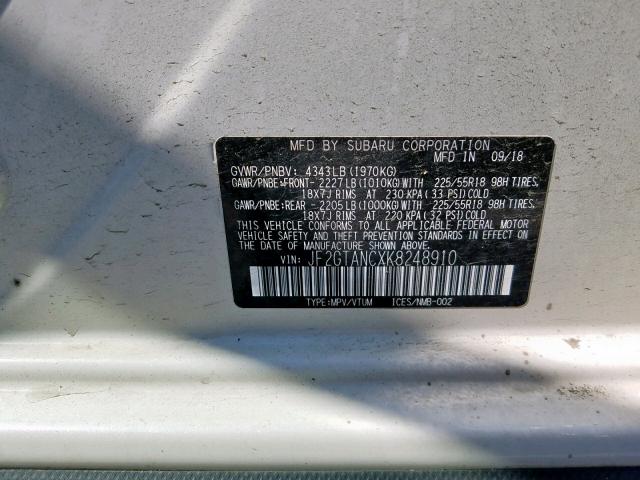 MFD BY SUBARU CORPORATION
MFD IN 09/18
GVWR/PNBV: 4343LB(1970KG)
GAWR/PNBE:FRONT- 2227LB(1010KG)WITH 225/55R18 98H TIRES,
18X7J RIMS AT 230 KPA(33 PSI)COLD
GAWR/PNBE:REAR - 2205LB(1000KG)WITH 225/55R18 98H TIRES,
18X7J RIMS AT 220 KPA(32 PSI)COLD
THIS VEHICLE CONFORMS TO ALL APPLICABLE FEDERAL MOTOR
VEHICLE SAFETY AND THEFT PREVENTION STANDARDS
IN EFFECT ON THE DATE OF MANUFACTURE SHOWN ABOVE.
VIN: JF2GTANCXK8248910
TYPE:MPV/VTUM ICES/NMB-002